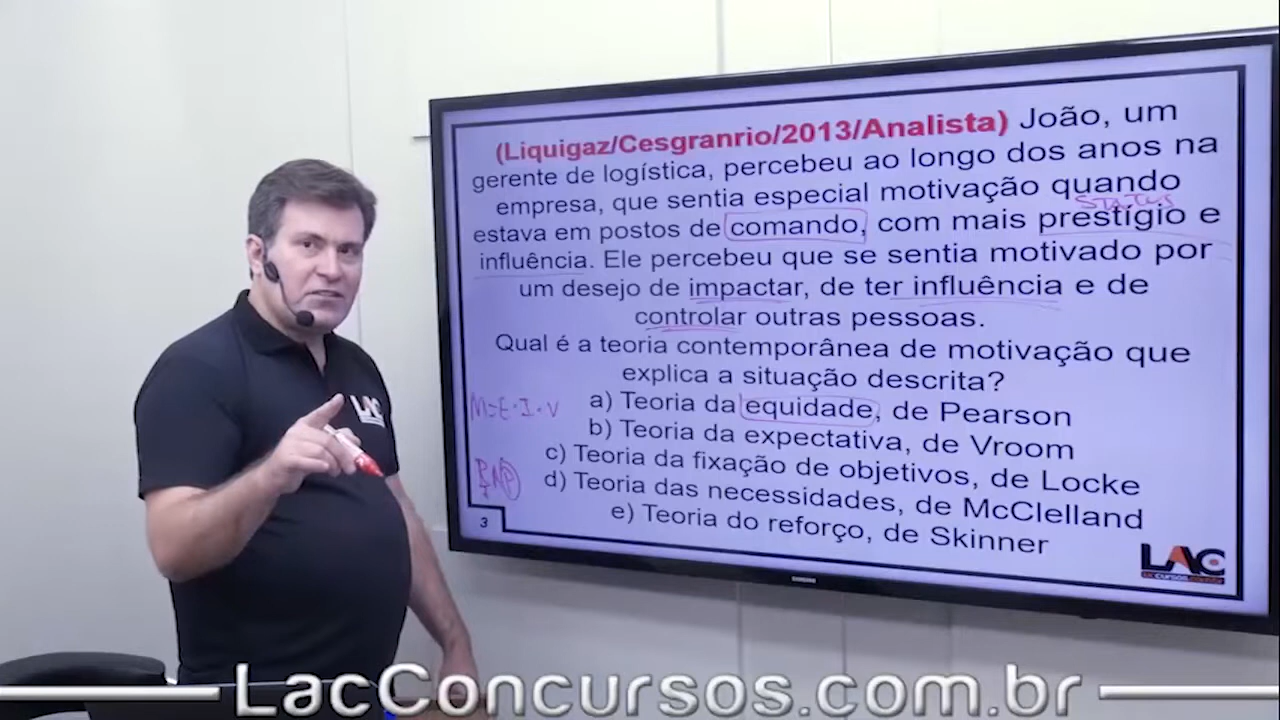 (Liquigaz/Cesgranrio/2013/Analista) João, um
gerente de logística, percebeu ao longo dos anos na
empresa, que sentia especial motivação quando
status
estava em postos de comando, com mais prestígio e
influência. Ele percebeu que se sentia motivado por
um desejo de impactar, de ter influência e de
controlar outras pessoas.
Qual é a teoria contemporânea de motivação que
explica a situação descrita?
M=E·I·V
a) Teoria da equidade, de Pearson
b) Teoria da expectativa, de Vroom
c) Teoria da fixação de objetivos, de Locke
d) Teoria das necessidades, de McClelland
e) Teoria do reforço, de Skinner
3
LAC
LAC
CURSOS.com.br
SAMSUNG
LacConcursos.com.br